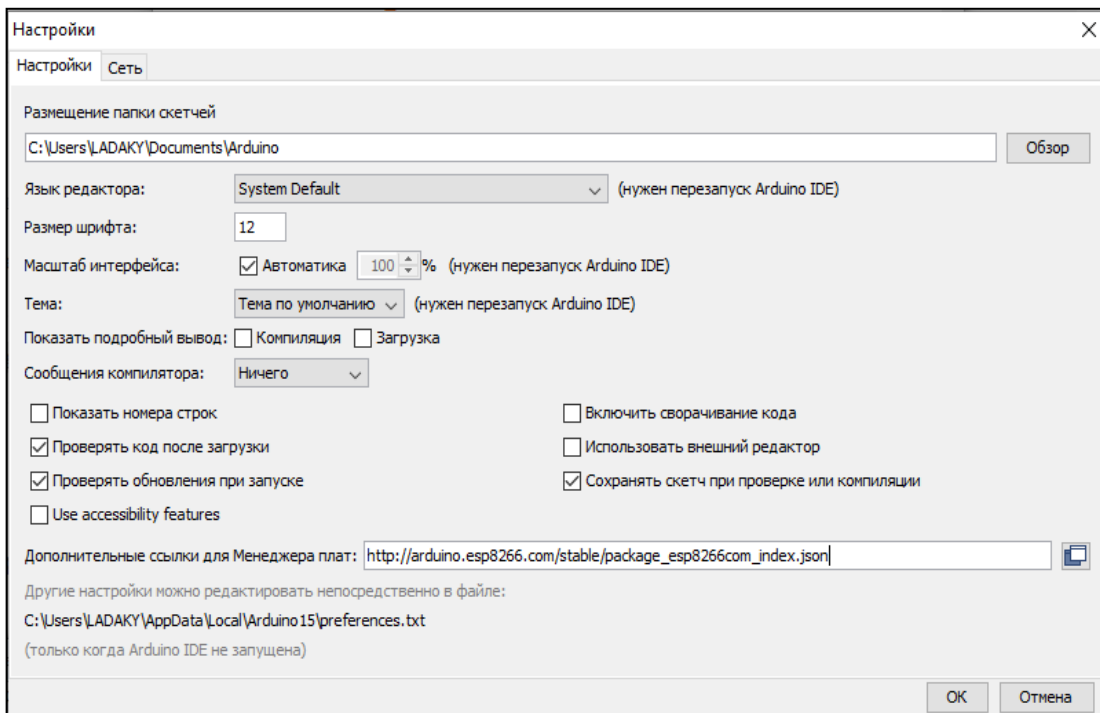 Настройки
Настройки Сеть
Размещение папки скетчей
C:\Users\LADAKY\Documents\Arduino Обзор
Язык редактора: System Default (нужен перезапуск Arduino IDE)
Размер шрифта: 12
Масштаб интерфейса: Автоматика 100 % (нужен перезапуск Arduino IDE)
Тема: Тема по умолчанию (нужен перезапуск Arduino IDE)
Показать подробный вывод: Компиляция Загрузка
Сообщения компилятора: Ничего
Показать номера строк Включить сворачивание кода
Проверять код после загрузки Использовать внешний редактор
Проверять обновления при запуске Сохранять скетч при проверке или компиляции
Use accessibility features
Дополнительные ссылки для Менеджера плат: http://arduino.esp8266.com/stable/package_esp8266com_index.json
Другие настройки можно редактировать непосредственно в файле:
C:\Users\LADAKY\AppData\Local\Arduino15\preferences.txt
(только когда Arduino IDE не запущена)
OK Отмена